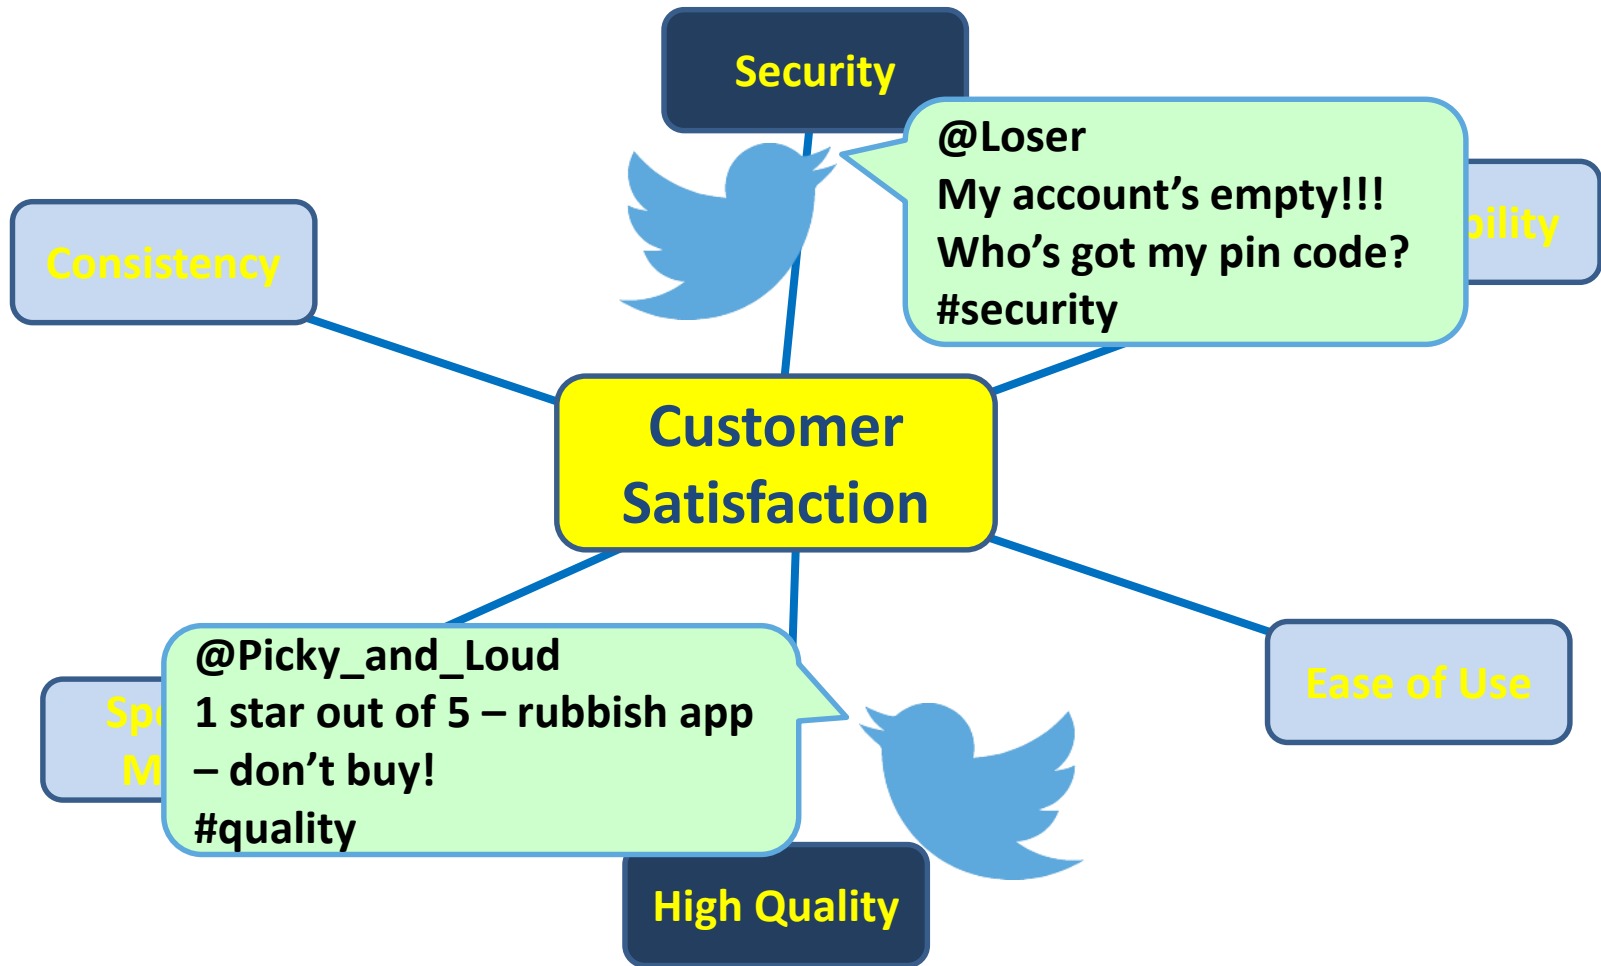 Security
@Loser
My account’s empty!!!
Who’s got my pin code?
#security
Consistency
Customer
Satisfaction
@Picky_and_Loud
1 star out of 5 – rubbish app
– don’t buy!
#quality
Ease of Use
High Quality